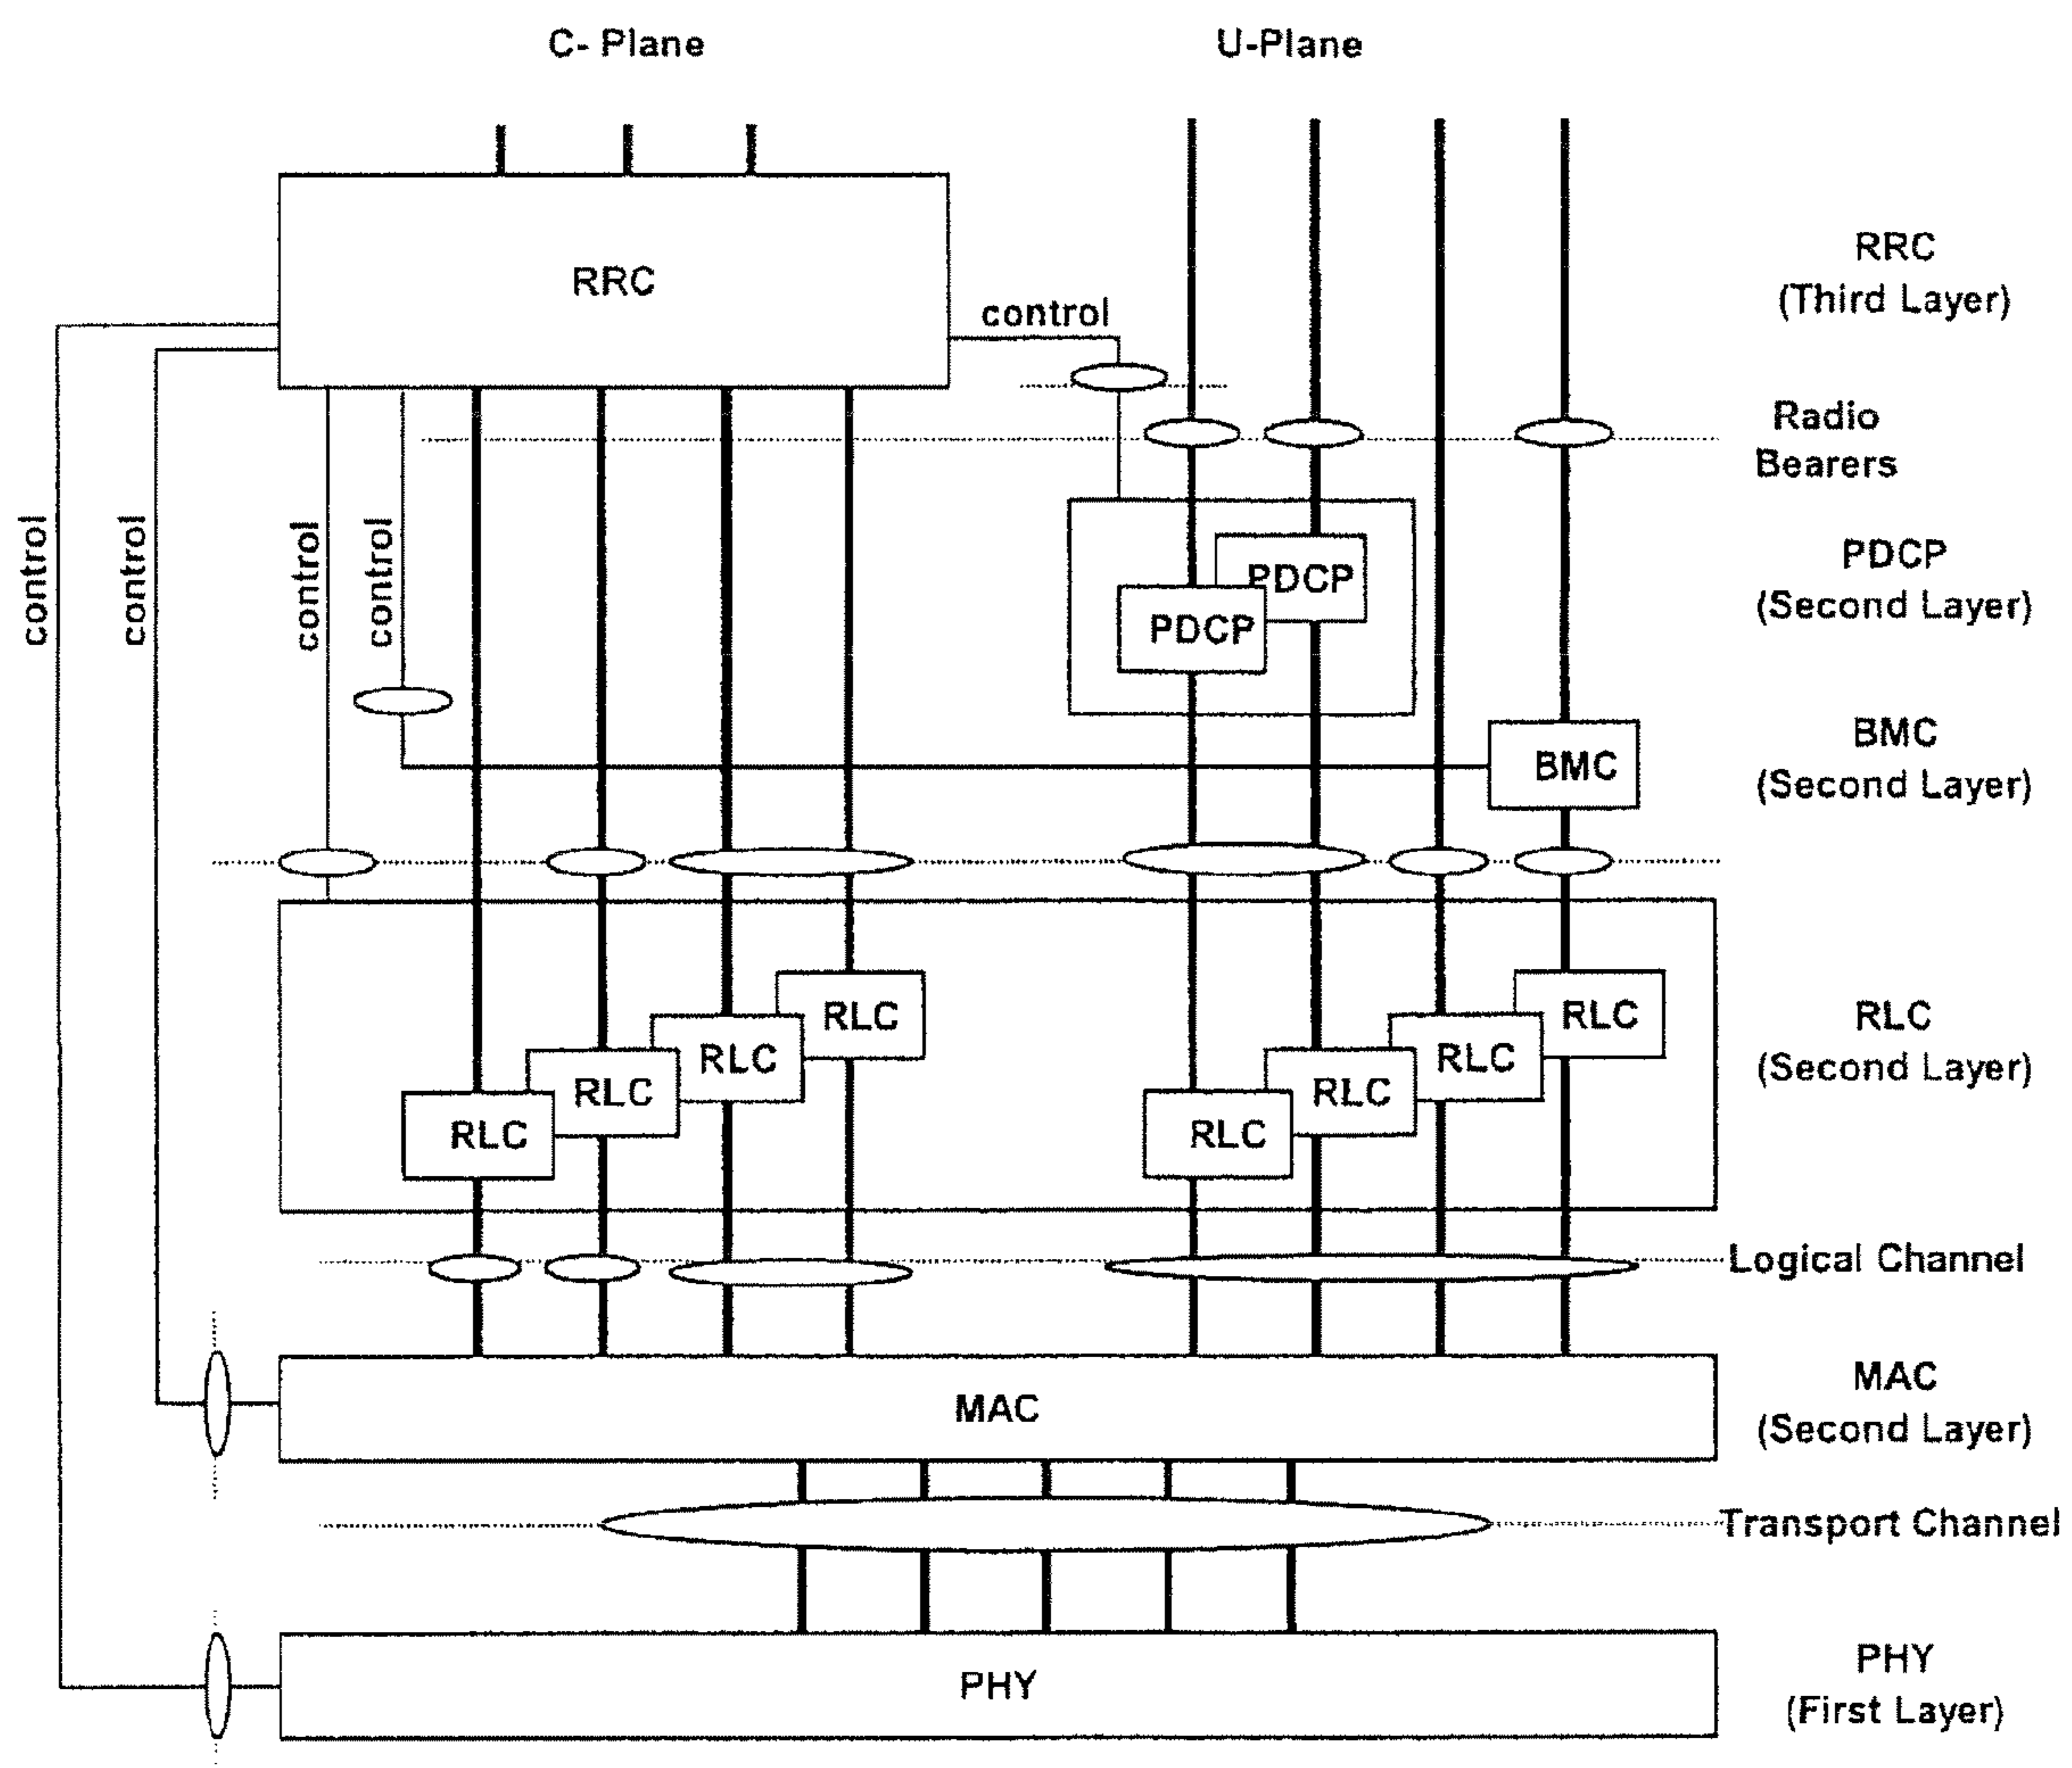 C- Plane
U-Plane
RRC
control
RRC
(Third Layer)
Radio
Bearers
control
control
control
control
PDCP
PDCP
PDCP
(Second Layer)
BMC
BMC
(Second Layer)
RLC
RLC
RLC
RLC
RLC
RLC
RLC
RLC
RLC
(Second Layer)
Logical Channel
MAC
MAC
(Second Layer)
Transport Channel
PHY
PHY
(First Layer)